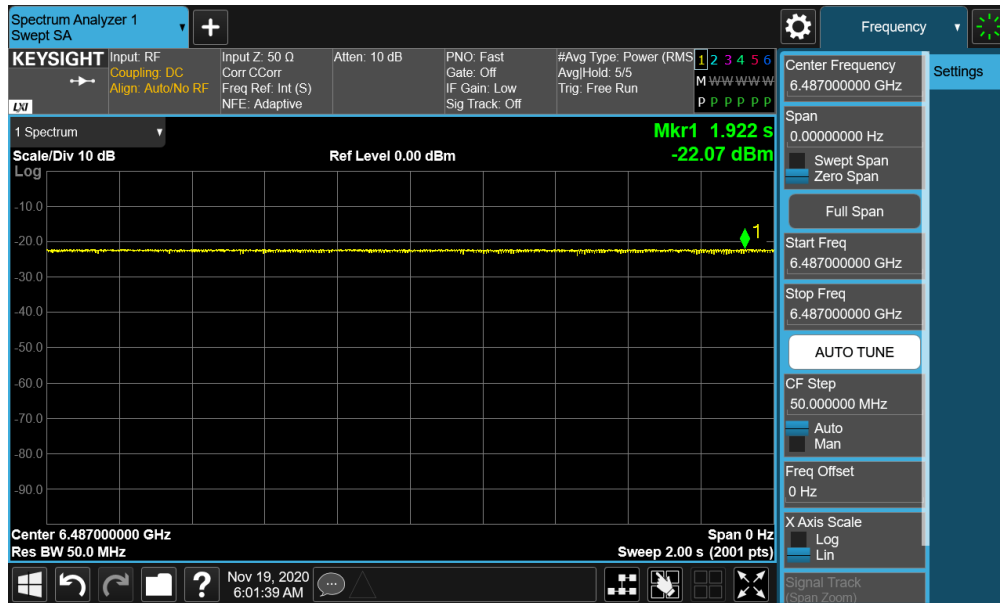 Spectrum Analyzer 1
Swept SA
Frequency
KEYSIGHT
LXI
Input: RF
Coupling: DC
Align: Auto/No RF
Input Z: 50 Ω
Corr CCorr
Freq Ref: Int (S)
NFE: Adaptive
Atten: 10 dB
PNO: Fast
Gate: Off
IF Gain: Low
Sig Track: Off
#Avg Type: Power (RMS
Avg|Hold: 5/5
Trig: Free Run
1 2 3 4 5 6
M W W W W W
P P P P P P
1 Spectrum
Scale/Div 10 dB
Ref Level 0.00 dBm
Mkr1 1.922 s
-22.07 dBm
Log
-10.0
-20.0
-30.0
-40.0
-50.0
-60.0
-70.0
-80.0
-90.0
1
Center 6.487000000 GHz
Span 0 Hz
Res BW 50.0 MHz
Sweep 2.00 s (2001 pts)
Center Frequency
6.487000000 GHz
Span
0.00000000 Hz
Swept Span
Zero Span
Full Span
Start Freq
6.487000000 GHz
Stop Freq
6.487000000 GHz
AUTO TUNE
CF Step
50.000000 MHz
Auto
Man
Freq Offset
0 Hz
X Axis Scale
Log
Lin
Signal Track
(Span Zoom)
Settings
?
Nov 19, 2020
6:01:39 AM